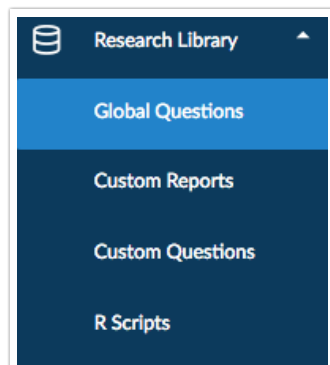 Research Library
Global Questions
Custom Reports
Custom Questions
R Scripts